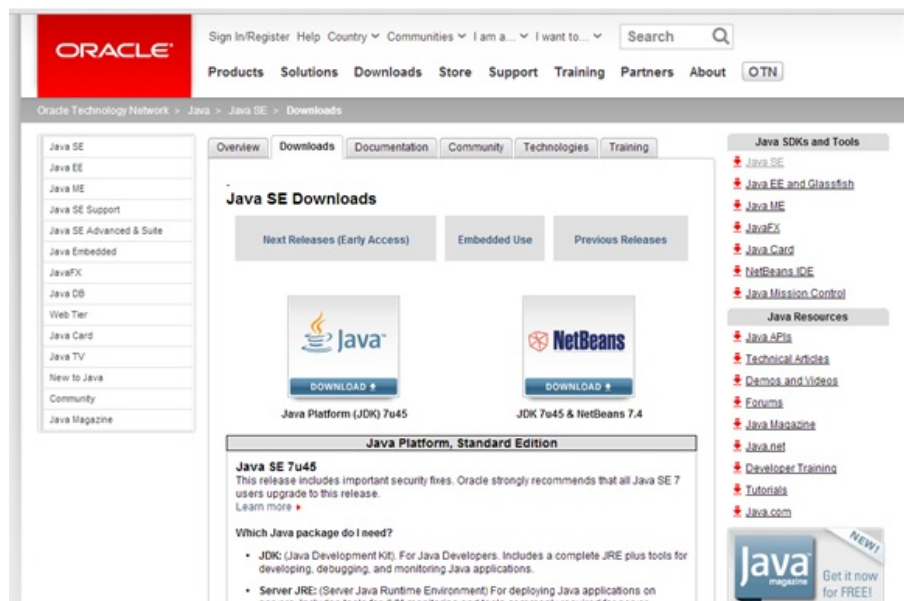 ORACLE
Sign In/Register Help Country Communities I am a... I want to... Search
Products Solutions Downloads Store Support Training Partners About OTN
Oracle Technology Network > Java > Java SE > Downloads
Java SE
Java EE
Java ME
Java SE Support
Java SE Advanced & Suite
Java Embedded
JavaFX
Java DB
Web Tier
Java Card
Java TV
New to Java
Community
Java Magazine
Overview Downloads Documentation Community Technologies Training
Java SE Downloads
Next Releases (Early Access) Embedded Use Previous Releases
Java
DOWNLOAD
Java Platform (JDK) 7u45
NetBeans
DOWNLOAD
JDK 7u45 & NetBeans 7.4
Java Platform, Standard Edition
Java SE 7u45
This release includes important security fixes. Oracle strongly recommends that all Java SE 7
users upgrade to this release.
Learn more
Which Java package do I need?
• JDK: (Java Development Kit). For Java Developers. Includes a complete JRE plus tools for
developing, debugging, and monitoring Java applications.
• Server JRE: (Server Java Runtime Environment) For deploying Java applications on
Java SDKs and Tools
Java SE
Java EE and Glassfish
Java ME
JavaFX
Java Card
NetBeans IDE
Java Mission Control
Java Resources
Java APIs
Technical Articles
Demos and Videos
Forums
Java Magazine
Java.net
Developer Training
Tutorials
Java.com
NEW!
Java
magazine
Get it now
for FREE!